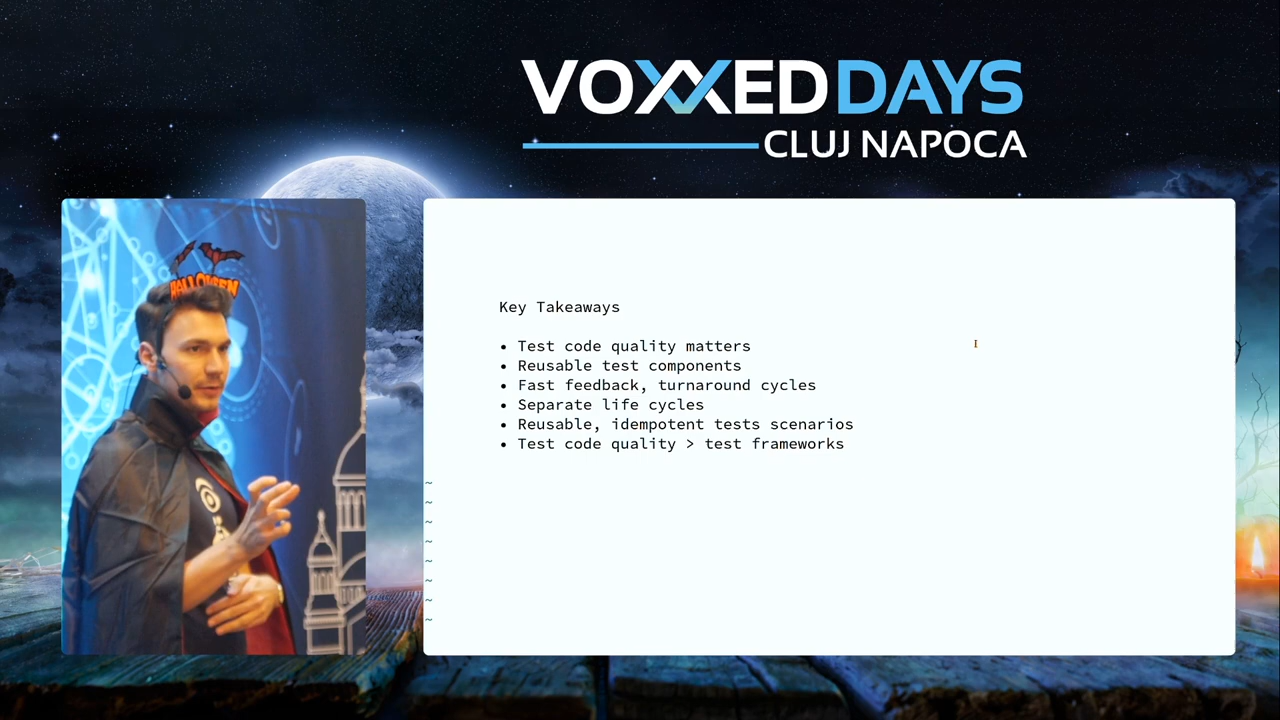 VOXXEDDAYS
CLUJ NAPOCA
HALLOWEEN
Key Takeaways
• Test code quality matters
• Reusable test components
• Fast feedback, turnaround cycles
• Separate life cycles
• Reusable, idempotent tests scenarios
• Test code quality > test frameworks
~
~
~
~
~
~
~
~